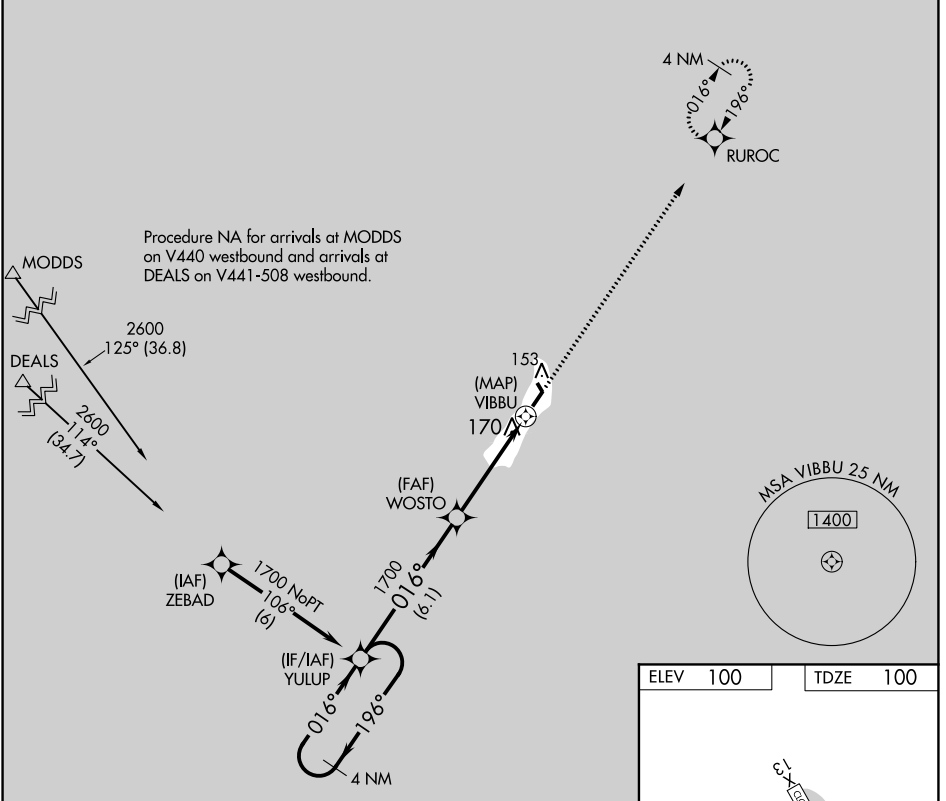 4 NM
016°
196°
RUROC
Procedure NA for arrivals at MODDS
on V440 westbound and arrivals at
DEALS on V441-508 westbound.
MODDS
2600
125° (36.8)
DEALS
2600
114°
(34.7)
153
(MAP)
VIBBU
170
(FAF)
WOSTO
MSA VIBBU 25 NM
1400
(IAF)
ZEBAD
1700 NoPT
106°
(6)
1700
016°
(6.1)
(IF/IAF)
YULUP
016°
196°
4 NM
ELEV 100
TDZE 100
13